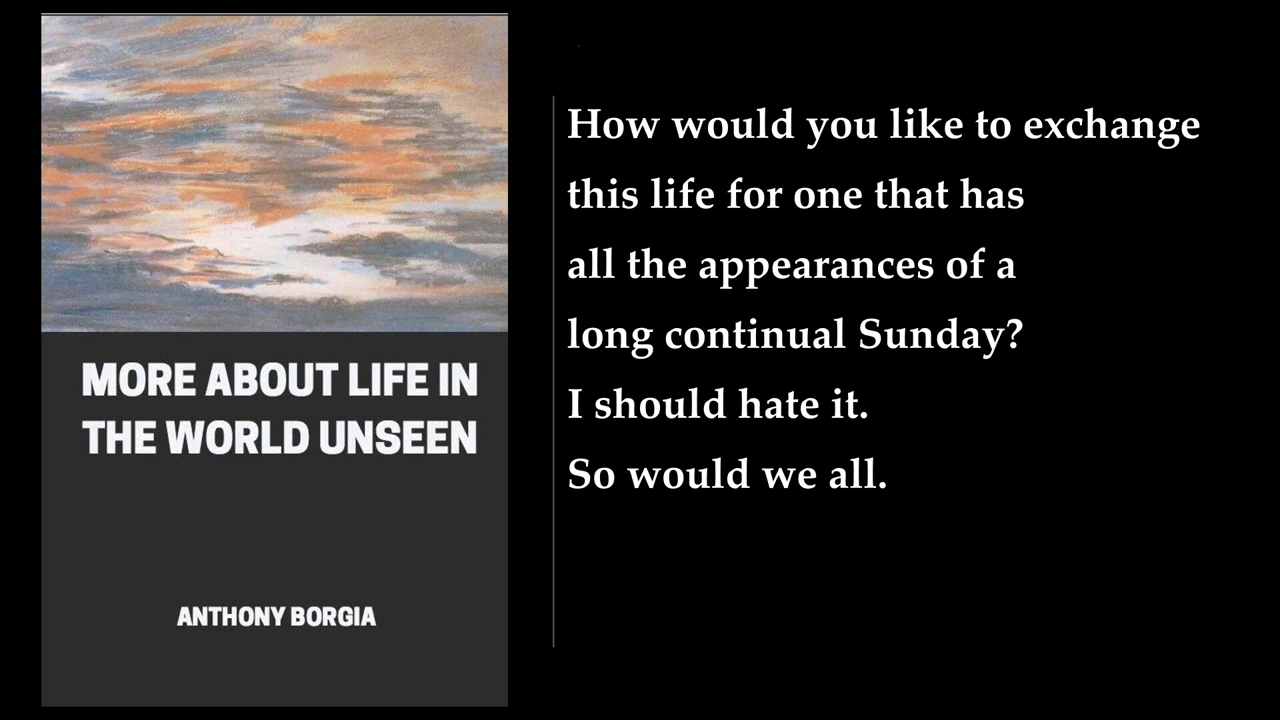 MORE ABOUT LIFE IN
THE WORLD UNSEEN
ANTHONY BORGIA
How would you like to exchange
this life for one that has
all the appearances of a
long continual Sunday?
I should hate it.
So would we all.